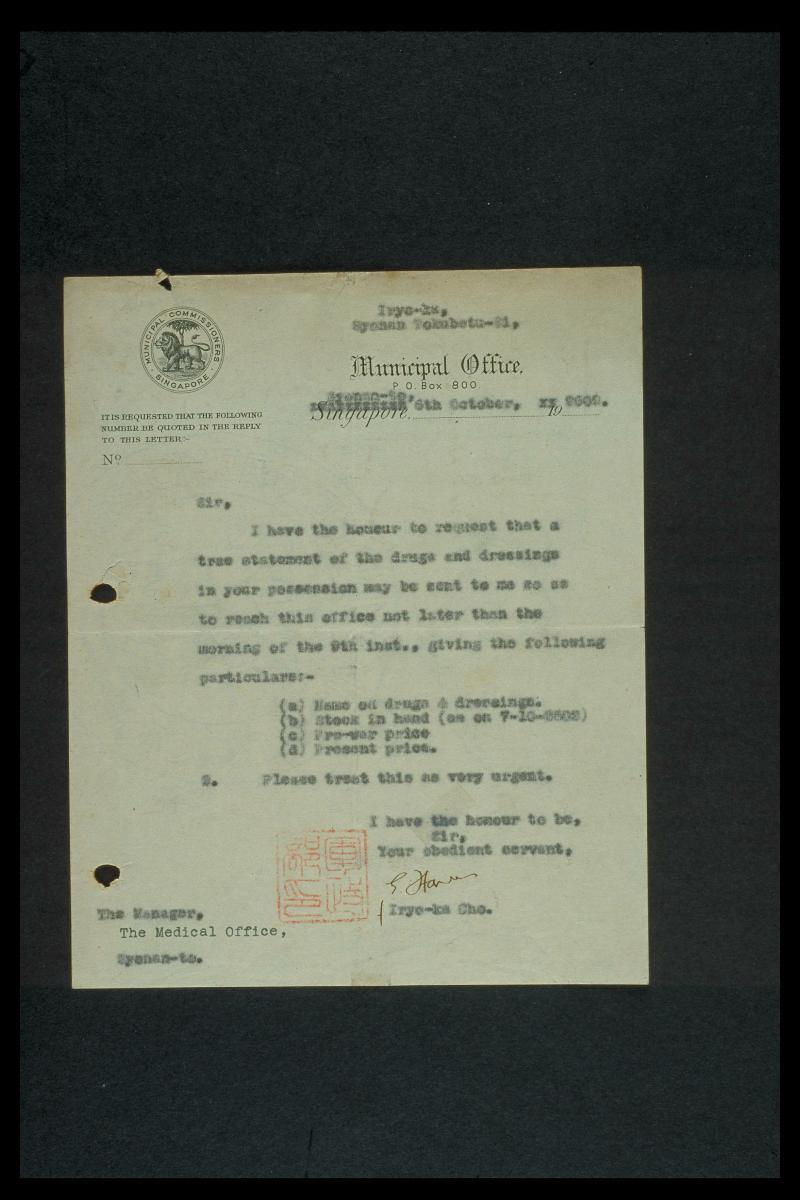 Iryo-ka,
Syonan Tokubetu-Si,
MUNICIPAL COMMISSIONERS
SINGAPORE
Municipal Office,
P.O. Box 800.
Syonan-to,
Singapore, 6th October, xx 19 2602.
IT IS REQUESTED THAT THE FOLLOWING
NUMBER BE QUOTED IN THE REPLY
TO THIS LETTER:-
No
Sir,
I have the honour to request that a
true statement of the drugs and dressings
in your possession may be sent to me so as
to reach this office not later than the
morning of the 9th inst., giving the following
particulars:-
(a) Name of drugs & dressings.
(b) Stock in hand (as on 7-10-2602)
(c) Pre-war price
(d) Present price.
2. Please treat this as very urgent.
I have the honour to be,
Sir,
Your obedient servant,
Iryo-ka Cho.
The Manager,
The Medical Office,
Syonan-to.